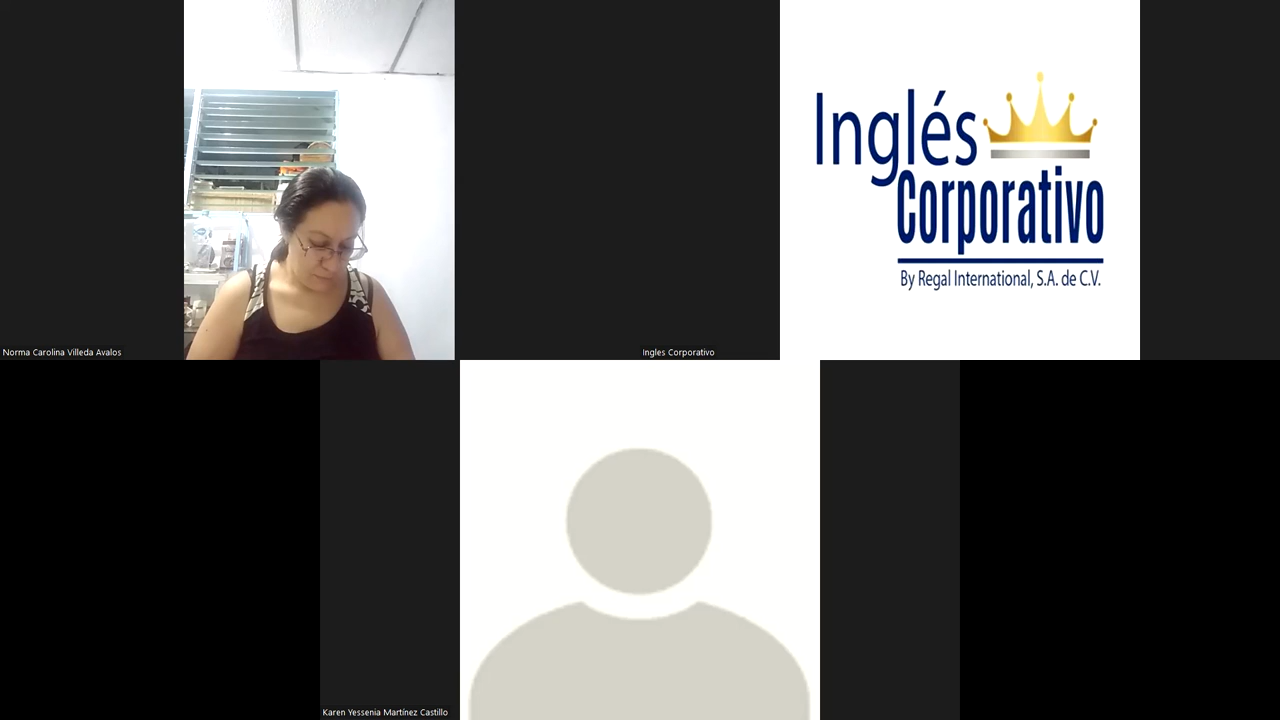 Norma Carolina Villeda Avalos
Ingles Corporativo
Inglés
Corporativo
By Regal International, S.A. de C.V.
Karen Yessenia Martínez Castillo